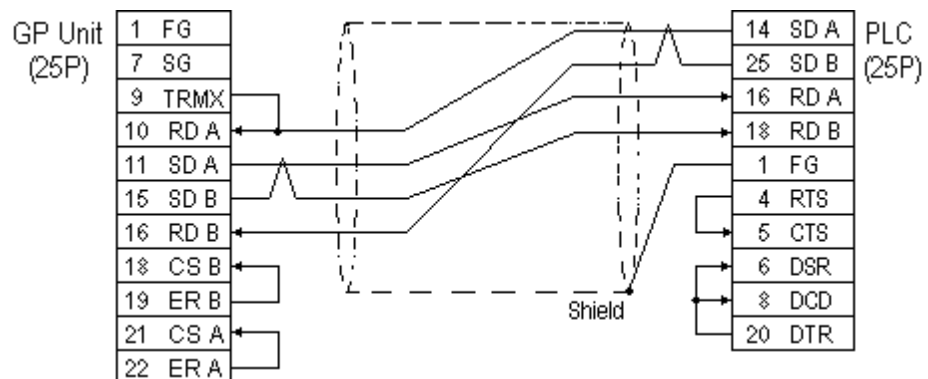 GP Unit
(25P)
1 FG
7 SG
9 TRMX
10 RD A
11 SD A
15 SD B
16 RD B
18 CS B
19 ER B
21 CS A
22 ER A
Shield
14 SD A
25 SD B
16 RD A
18 RD B
1 FG
4 RTS
5 CTS
6 DSR
8 DCD
20 DTR
PLC
(25P)